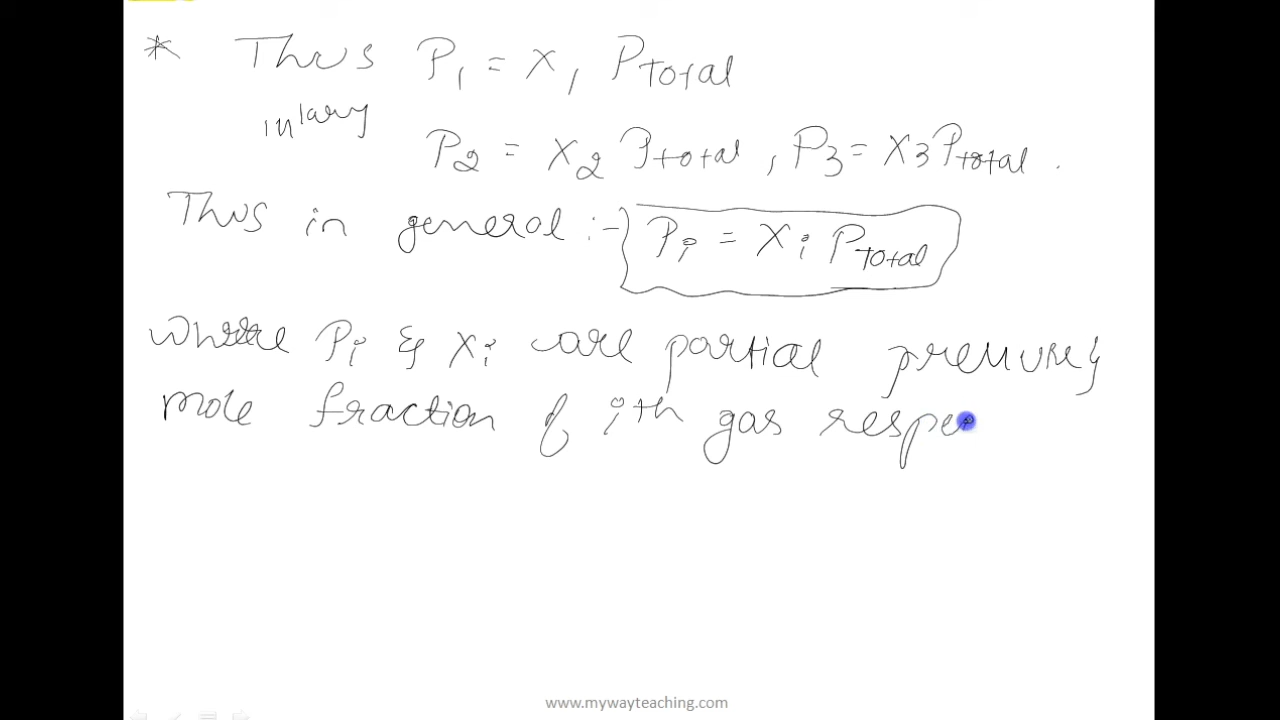 * Thus P1 = x1 PTotal
P2 = x2 Ptotal, P3 = x3 Ptotal.
Thus in general :- Pi = xi PTotal
where Pi & xi are partial pressure &
mole fraction of ith gas respe
www.mywayteaching.com